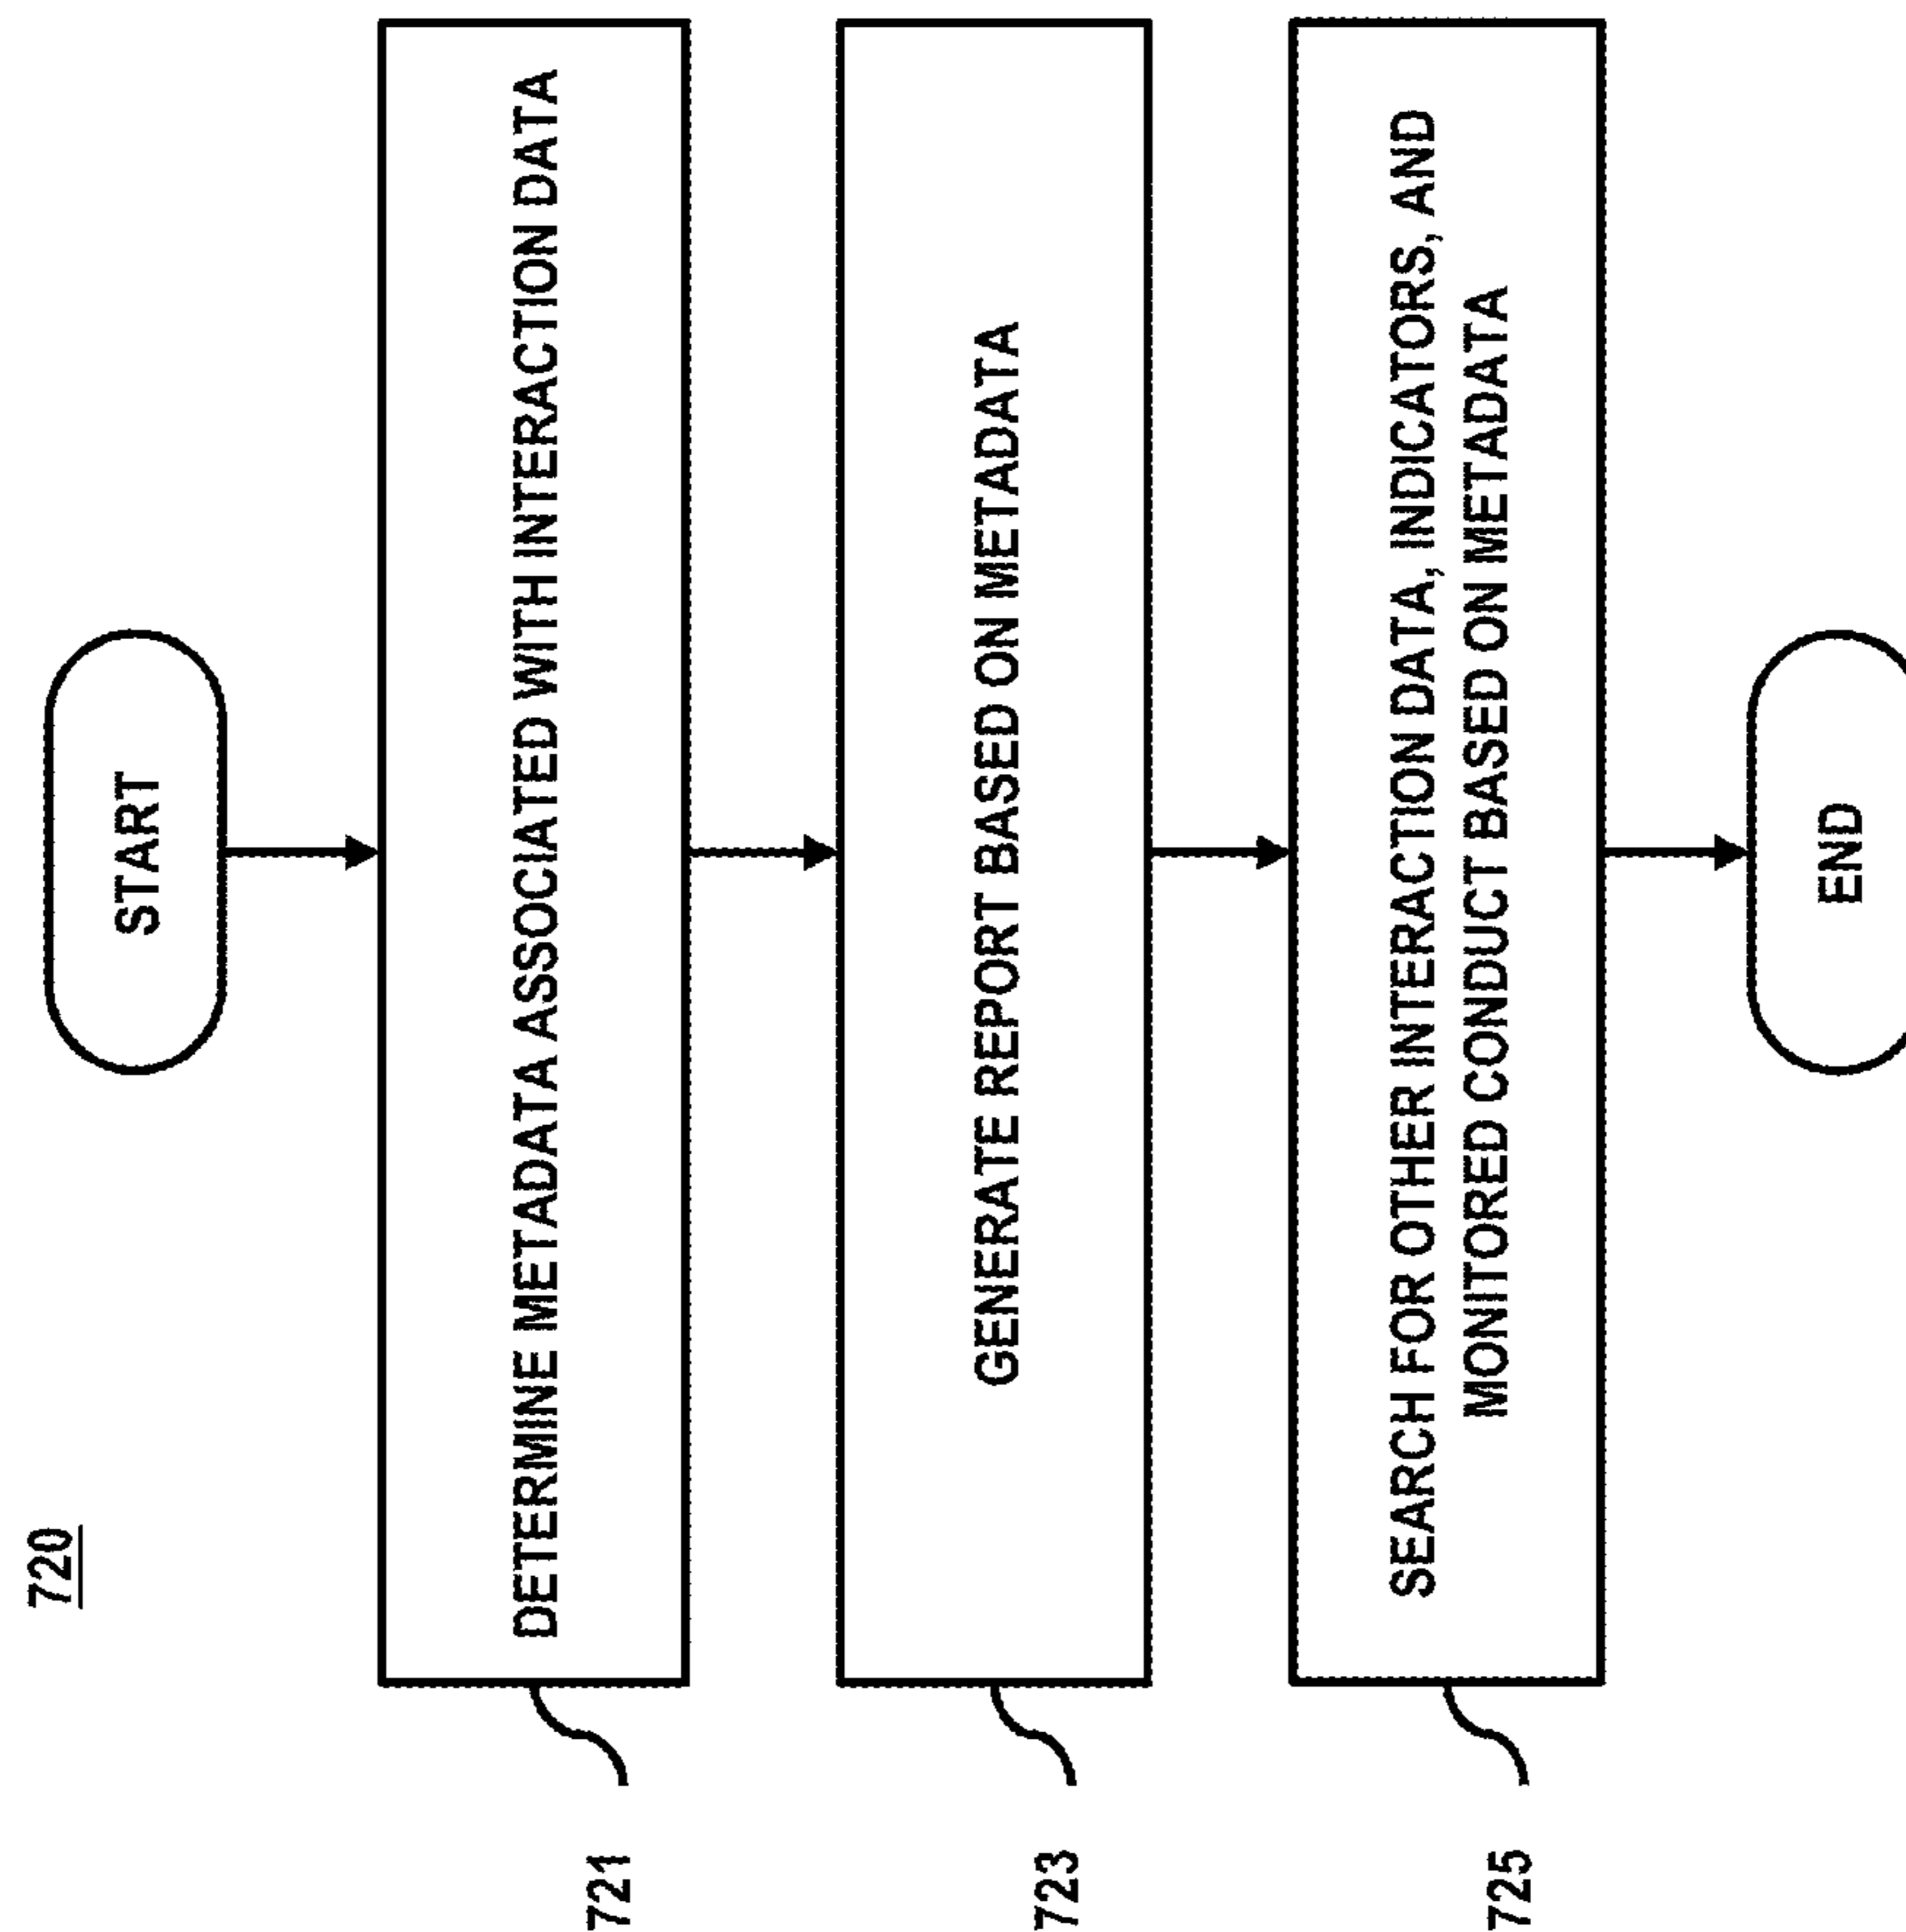 720
START
DETERMINE METADATA ASSOCIATED WITH INTERACTION DATA
721
GENERATE REPORT BASED ON METADATA
723
SEARCH FOR OTHER INTERACTION DATA, INDICATORS, AND
MONITORED CONDUCT BASED ON METADATA
725
END